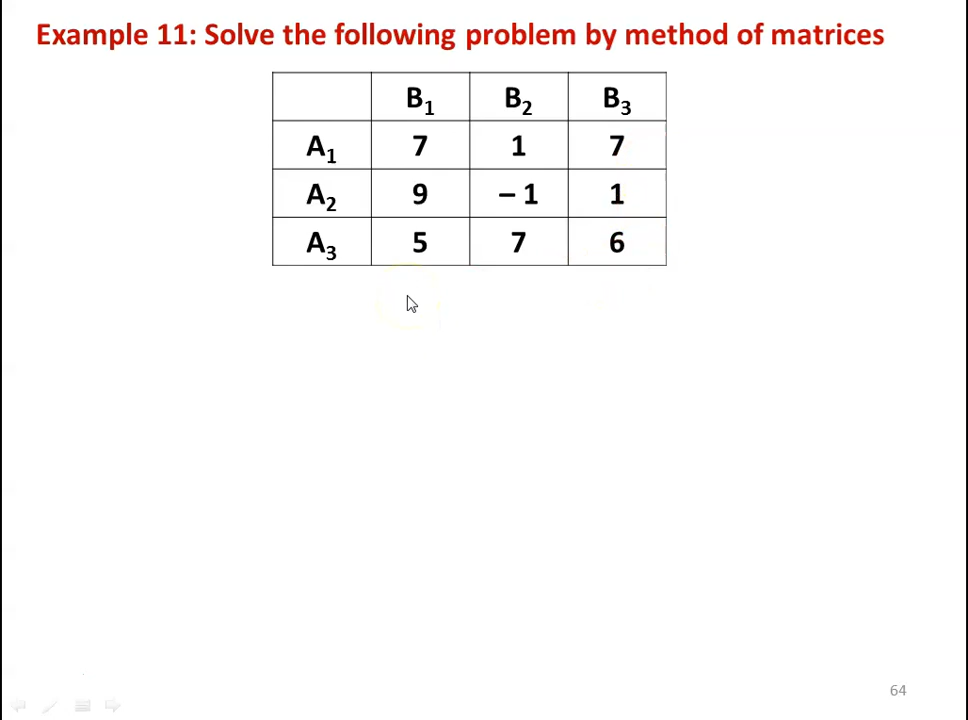 Example 11: Solve the following problem by method of matrices
B₁ B₂ B₃
A₁ 7 1 7
A₂ 9 – 1 1
A₃ 5 7 6
64